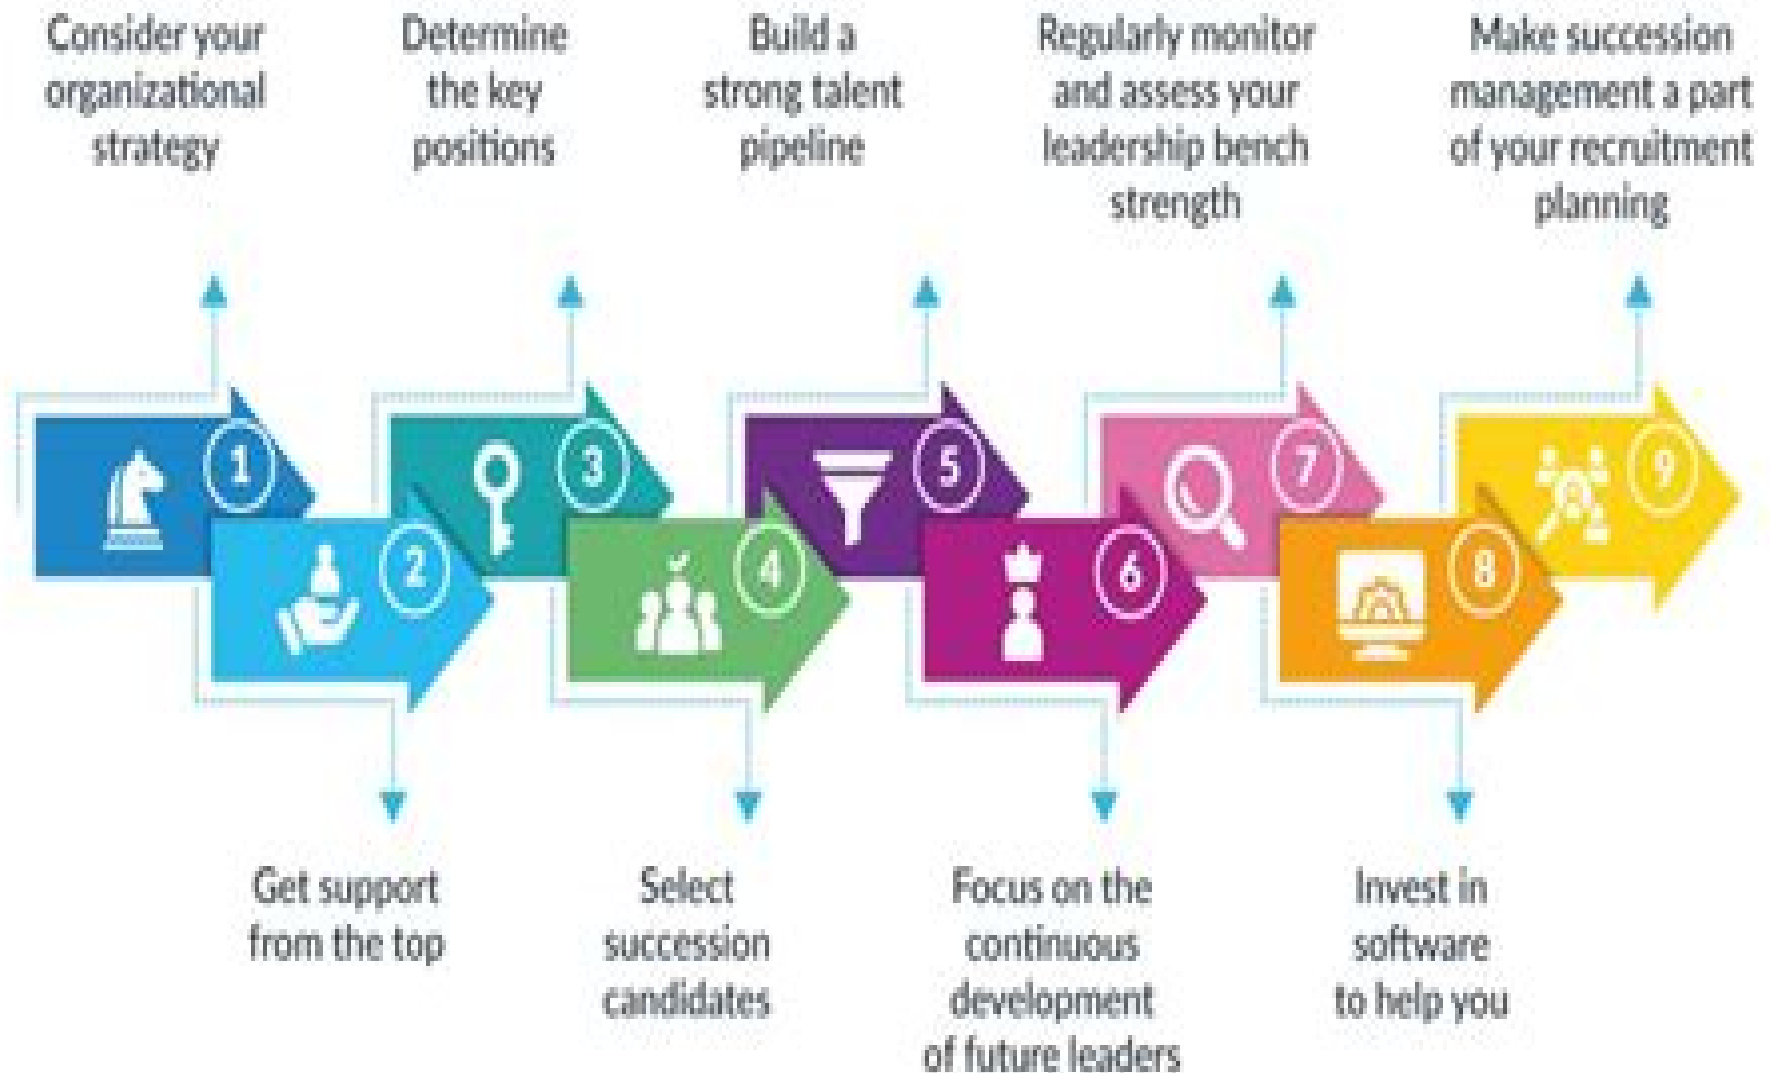 Consider your
organizational
strategy
Determine
the key
positions
Build a
strong talent
pipeline
Regularly monitor
and assess your
leadership bench
strength
Make succession
management a part
of your recruitment
planning
1
2
3
4
5
6
7
8
9
Get support
from the top
Select
succession
candidates
Focus on the
continuous
development
of future leaders
Invest in
software
to help you